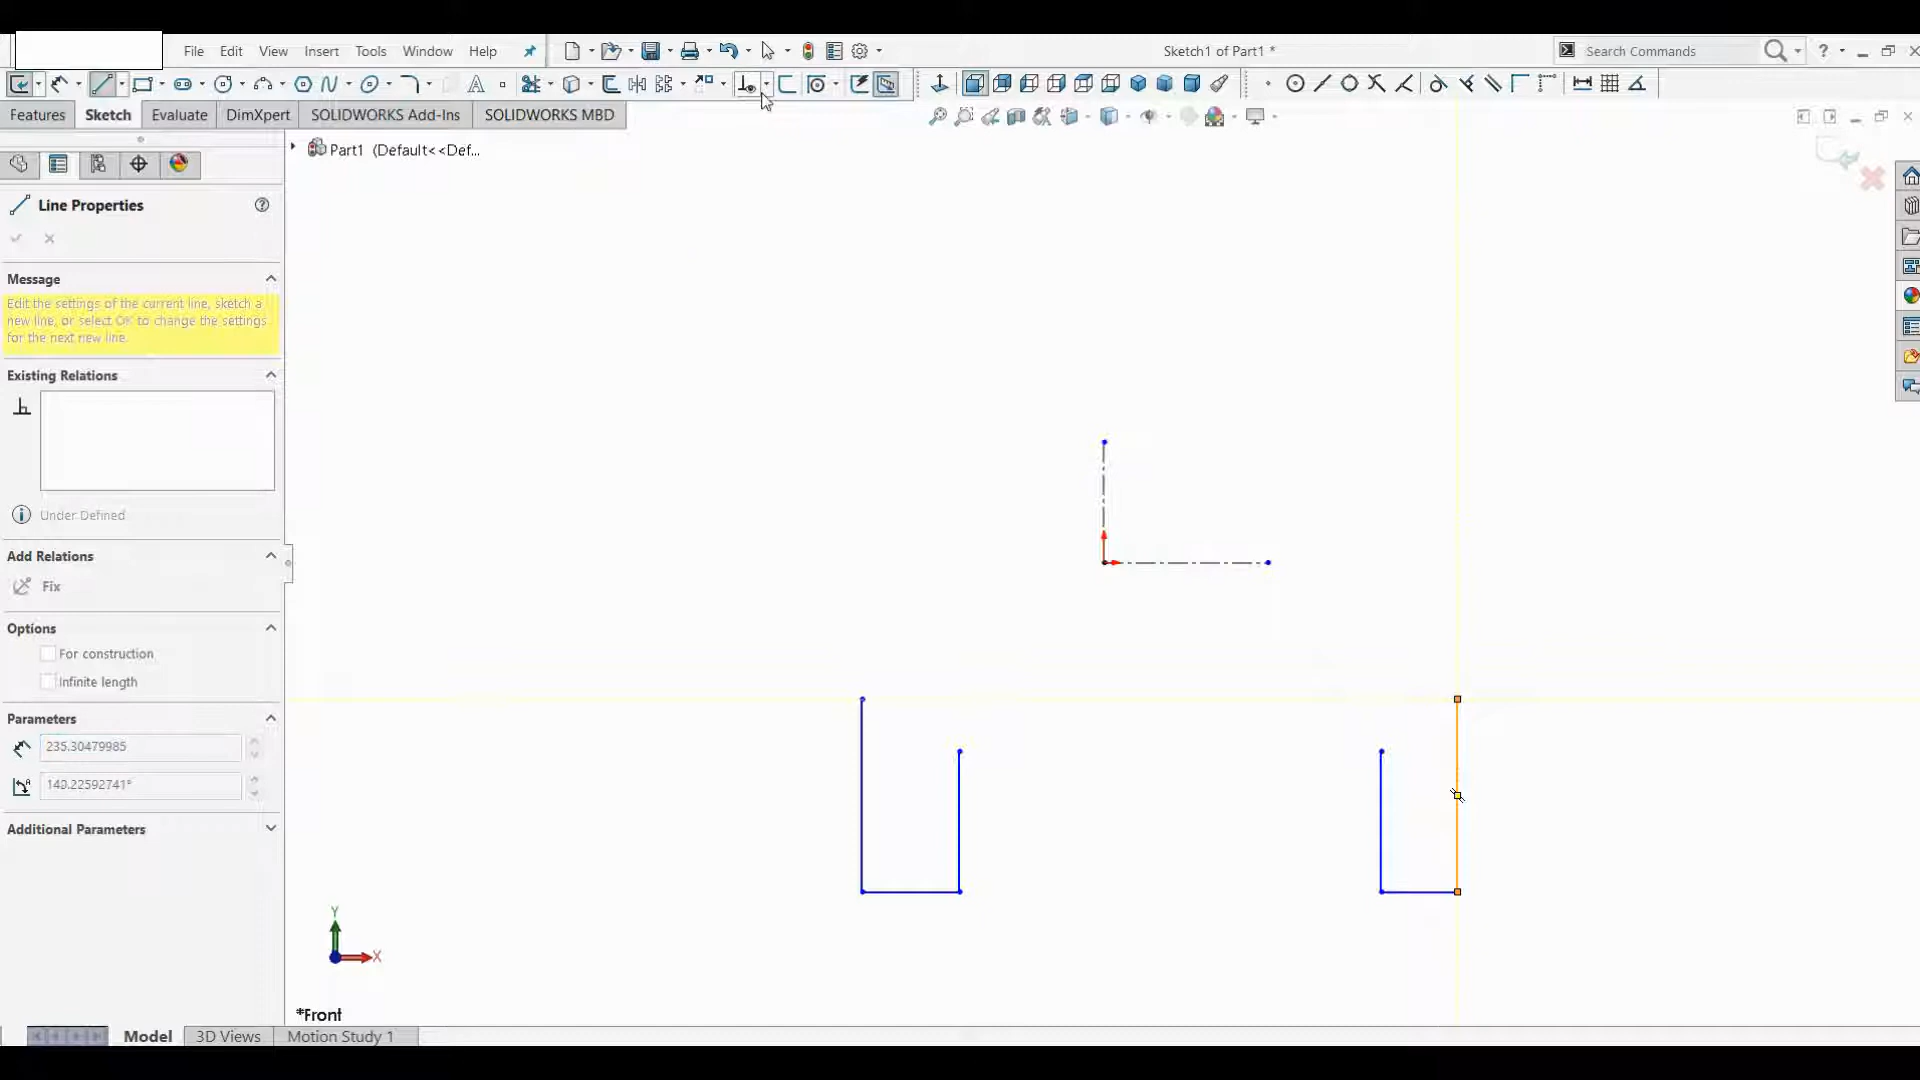 File Edit View Insert Tools Window Help
Sketch1 of Part1 *
Search Commands
?
Features Sketch Evaluate DimXpert SOLIDWORKS Add-Ins SOLIDWORKS MBD
Part1 (Default<<Def...
Line Properties
Message
Edit the settings of the current line, sketch a
new line, or select OK to change the settings
for the next new line.
Existing Relations
Under Defined
Add Relations
Fix
Options
For construction
Infinite length
Parameters
235.30479985
140.22592741°
Additional Parameters
Y
X
*Front
Model 3D Views Motion Study 1